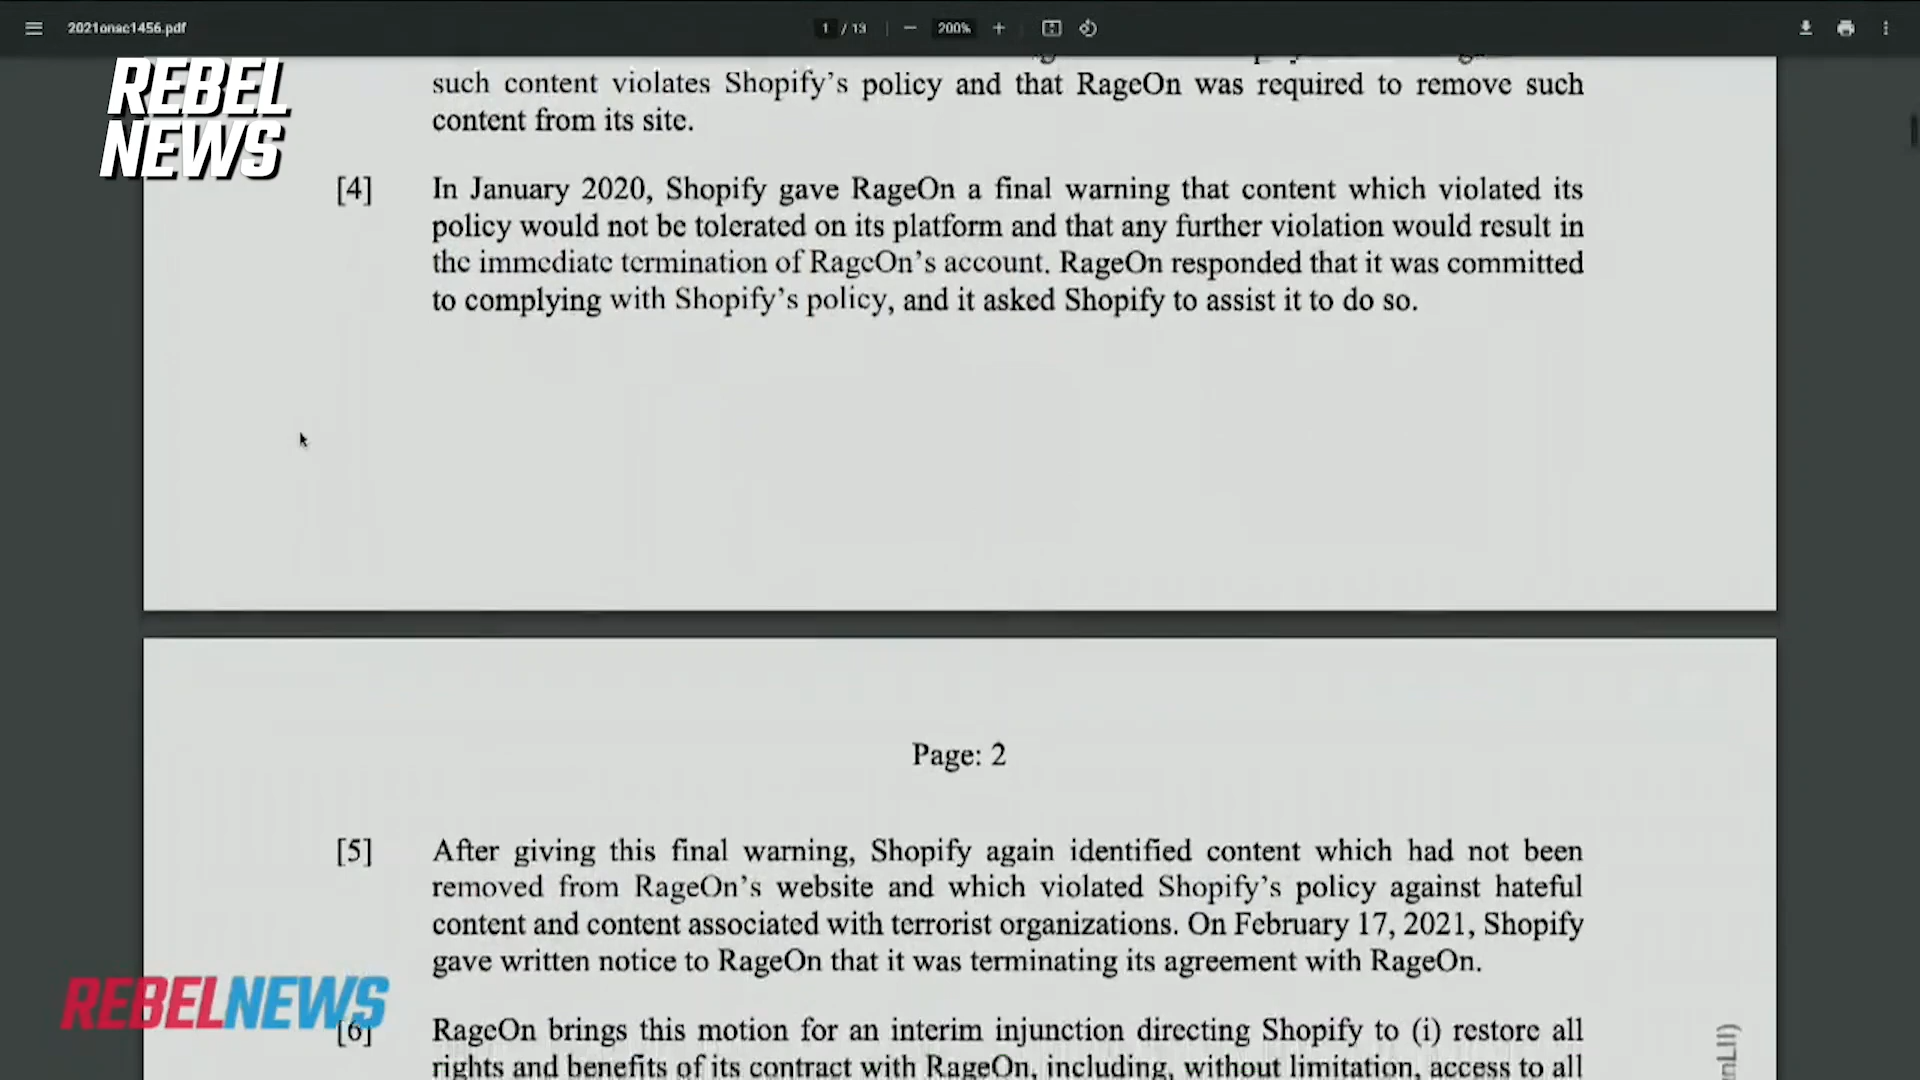 2021onsc1456.pdf
1 / 13
200%
REBEL
NEWS
such content violates Shopify's policy and that RageOn was required to remove such
content from its site.
[4] In January 2020, Shopify gave RageOn a final warning that content which violated its
policy would not be tolerated on its platform and that any further violation would result in
the immediate termination of RageOn's account. RageOn responded that it was committed
to complying with Shopify's policy, and it asked Shopify to assist it to do so.
Page: 2
[5] After giving this final warning, Shopify again identified content which had not been
removed from RageOn's website and which violated Shopify's policy against hateful
content and content associated with terrorist organizations. On February 17, 2021, Shopify
gave written notice to RageOn that it was terminating its agreement with RageOn.
REBELNEWS
[6] RageOn brings this motion for an interim injunction directing Shopify to (i) restore all
rights and benefits of its contract with RageOn, including, without limitation, access to all